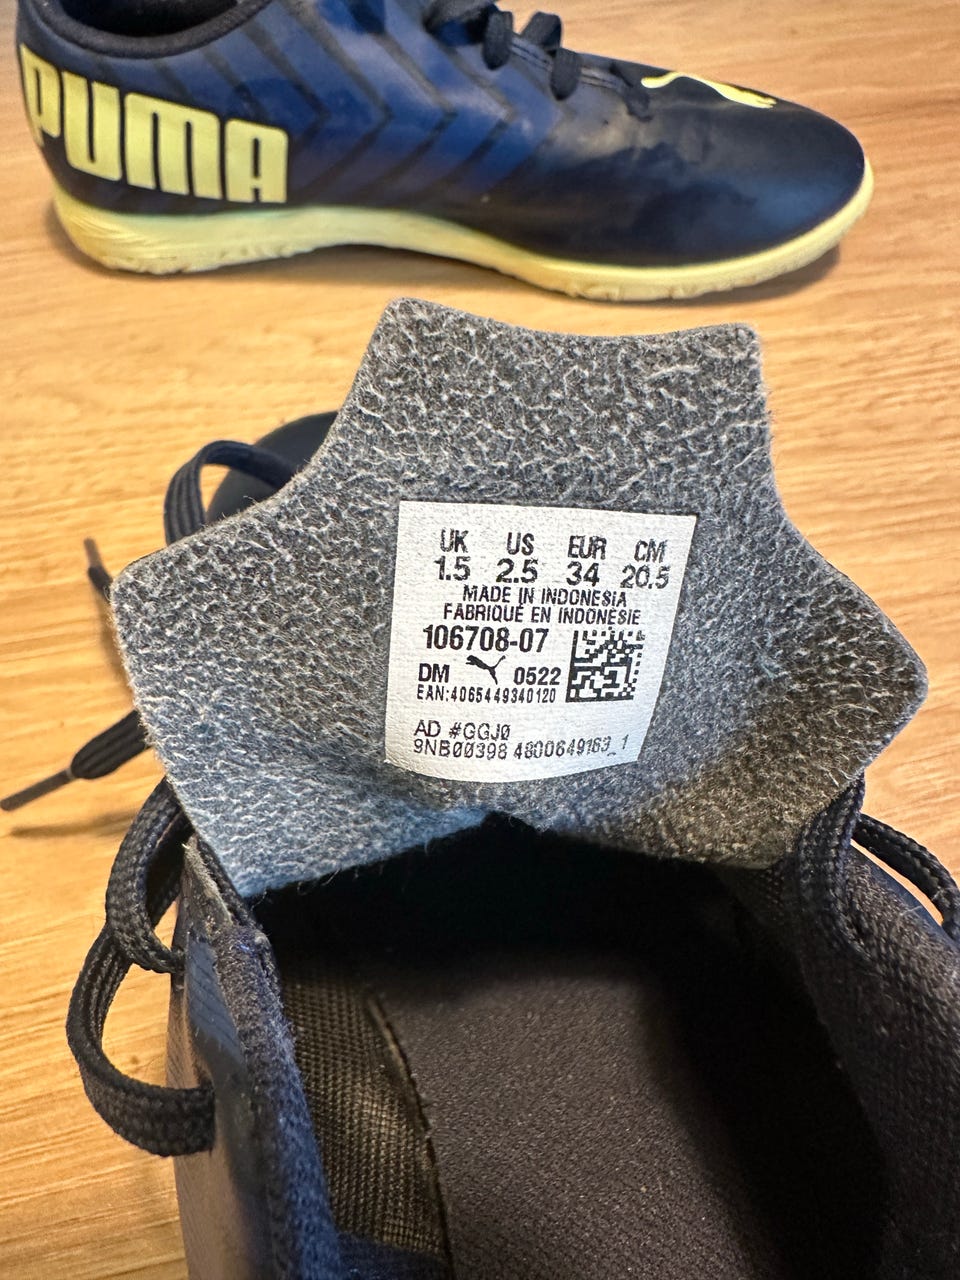 PUMA
UK US EUR CM
1.5 2.5 34 20.5
MADE IN INDONESIA
FABRIQUÉ EN INDONÉSIE
106708-07
DM 0522
EAN:4065449340120
AD #GGJ0
9NB00398 4800649163_1